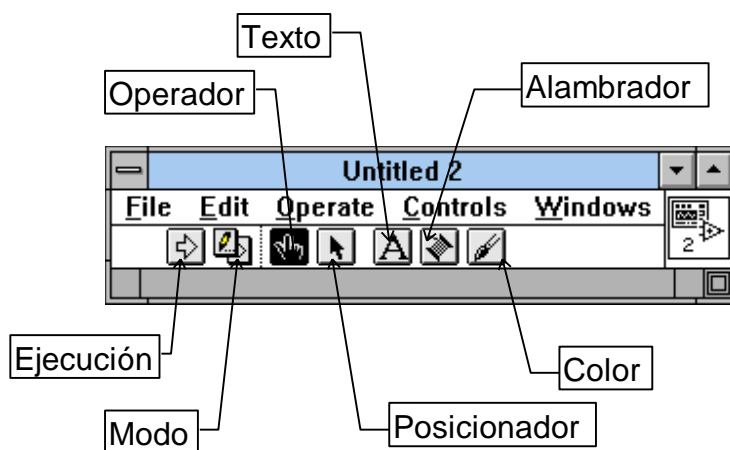 Texto
Operador
Alambrador
Untitled 2
File Edit Operate Controls Windows
2
A
Ejecución
Color
Modo
Posicionador